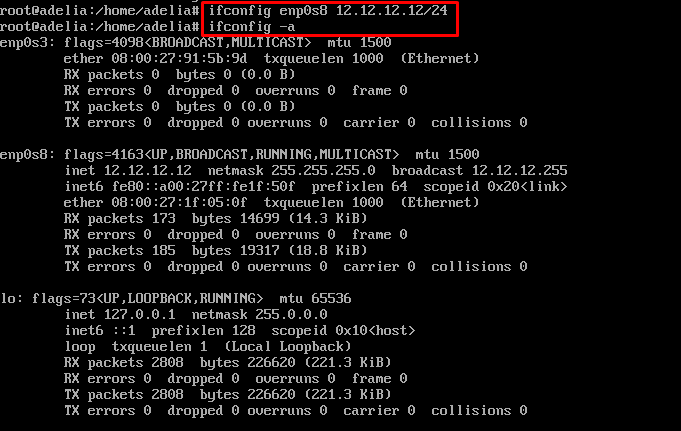 root@adelia:/home/adelia# ifconfig enp0s8 12.12.12.12/24
root@adelia:/home/adelia# ifconfig -a
enp0s3: flags=4098<BROADCAST,MULTICAST>  mtu 1500
        ether 08:00:27:91:5b:9d  txqueuelen 1000  (Ethernet)
        RX packets 0  bytes 0 (0.0 B)
        RX errors 0  dropped 0  overruns 0  frame 0
        TX packets 0  bytes 0 (0.0 B)
        TX errors 0  dropped 0 overruns 0  carrier 0  collisions 0
enp0s8: flags=4163<UP,BROADCAST,RUNNING,MULTICAST>  mtu 1500
        inet 12.12.12.12  netmask 255.255.255.0  broadcast 12.12.12.255
        inet6 fe80::a00:27ff:fe1f:50f  prefixlen 64  scopeid 0x20<link>
        ether 08:00:27:1f:05:0f  txqueuelen 1000  (Ethernet)
        RX packets 173  bytes 14699 (14.3 KiB)
        RX errors 0  dropped 0  overruns 0  frame 0
        TX packets 185  bytes 19317 (18.8 KiB)
        TX errors 0  dropped 0 overruns 0  carrier 0  collisions 0
lo: flags=73<UP,LOOPBACK,RUNNING>  mtu 65536
        inet 127.0.0.1  netmask 255.0.0.0
        inet6 ::1  prefixlen 128  scopeid 0x10<host>
        loop  txqueuelen 1  (Local Loopback)
        RX packets 2808  bytes 226620 (221.3 KiB)
        RX errors 0  dropped 0  overruns 0  frame 0
        TX packets 2808  bytes 226620 (221.3 KiB)
        TX errors 0  dropped 0 overruns 0  carrier 0  collisions 0